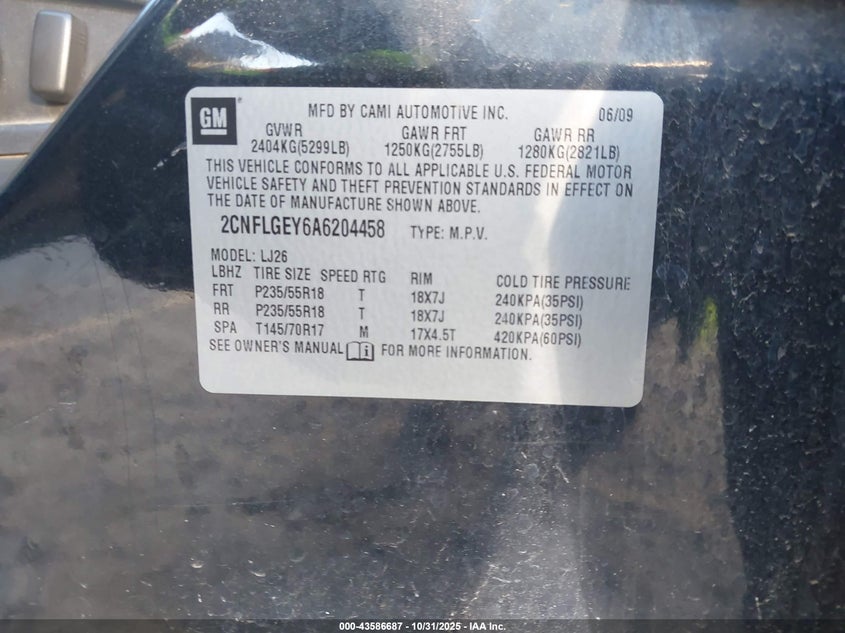 GM
MFD BY CAMI AUTOMOTIVE INC. 06/09
GVWR GAWR FRT GAWR RR
2404KG(5299LB) 1250KG(2755LB) 1280KG(2821LB)
THIS VEHICLE CONFORMS TO ALL APPLICABLE U.S. FEDERAL MOTOR
VEHICLE SAFETY AND THEFT PREVENTION STANDARDS IN EFFECT ON
THE DATE OF MANUFACTURE SHOWN ABOVE.
2CNFLGEY6A6204458 TYPE: M.P.V.
MODEL: LJ26
LBHZ TIRE SIZE SPEED RTG RIM COLD TIRE PRESSURE
FRT P235/55R18 T 18X7J 240KPA(35PSI)
RR P235/55R18 T 18X7J 240KPA(35PSI)
SPA T145/70R17 M 17X4.5T 420KPA(60PSI)
SEE OWNER'S MANUAL i FOR MORE INFORMATION.
000-43586687 - 10/31/2025 - IAA Inc.